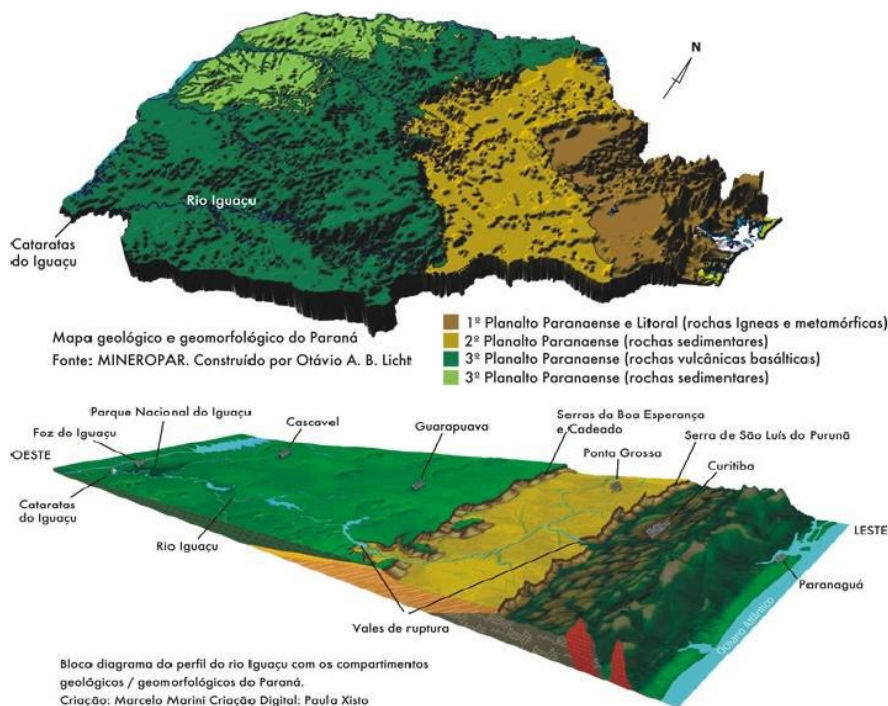 N
Rio Iguaçu
Cataratas
do Iguaçu
Mapa geológico e geomorfológico do Paraná
Fonte: MINEROPAR. Construído por Otávio A. B. Licht
1º Planalto Paranaense e Litoral (rochas Igneas e metamórficas)
2º Planalto Paranaense (rochas sedimentares)
3º Planalto Paranaense (rochas vulcânicas basálticas)
3º Planalto Paranaense (rochas sedimentares)
Parque Nacional do Iguaçu
Foz do Iguaçu
OESTE
Cascavel
Guarapuava
Serras da Boa Esperança
e Cadeado
Ponta Grossa
Serra de São Luís do Purunã
Curitiba
LESTE
Cataratas
do Iguaçu
Rio Iguaçu
Vales de ruptura
Paranaguá
Oceano Atlântico
Bloco diagrama do perfil do rio Iguaçu com os compartimentos
geológicos / geomorfológicos do Paraná.
Criação: Marcelo Marini Criação Digital: Paula Xisto